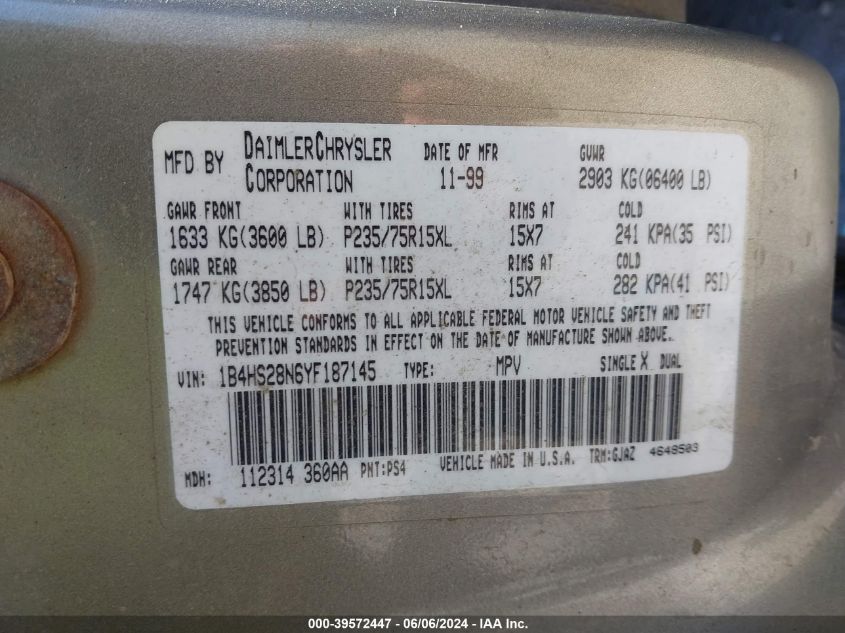 MFD BY DAIMLERCHRYSLER CORPORATION DATE OF MFR 11-99 GVWR 2903 KG(06400 LB)
GAWR FRONT WITH TIRES RIMS AT COLD
1633 KG(3600 LB) P235/75R15XL 15X7 241 KPA(35 PSI)
GAWR REAR WITH TIRES RIMS AT COLD
1747 KG(3850 LB) P235/75R15XL 15X7 282 KPA(41 PSI)
THIS VEHICLE CONFORMS TO ALL APPLICABLE FEDERAL MOTOR VEHICLE SAFETY AND THEFT
PREVENTION STANDARDS IN EFFECT ON THE DATE OF MANUFACTURE SHOWN ABOVE.
VIN: 1B4HS28N6YF187145 TYPE: MPV SINGLE X DUAL
MDH: 112314 360AA PNT:PS4 VEHICLE MADE IN U.S.A. TRM:GJAZ 4648503
000-39572447 - 06/06/2024 - IAA Inc.